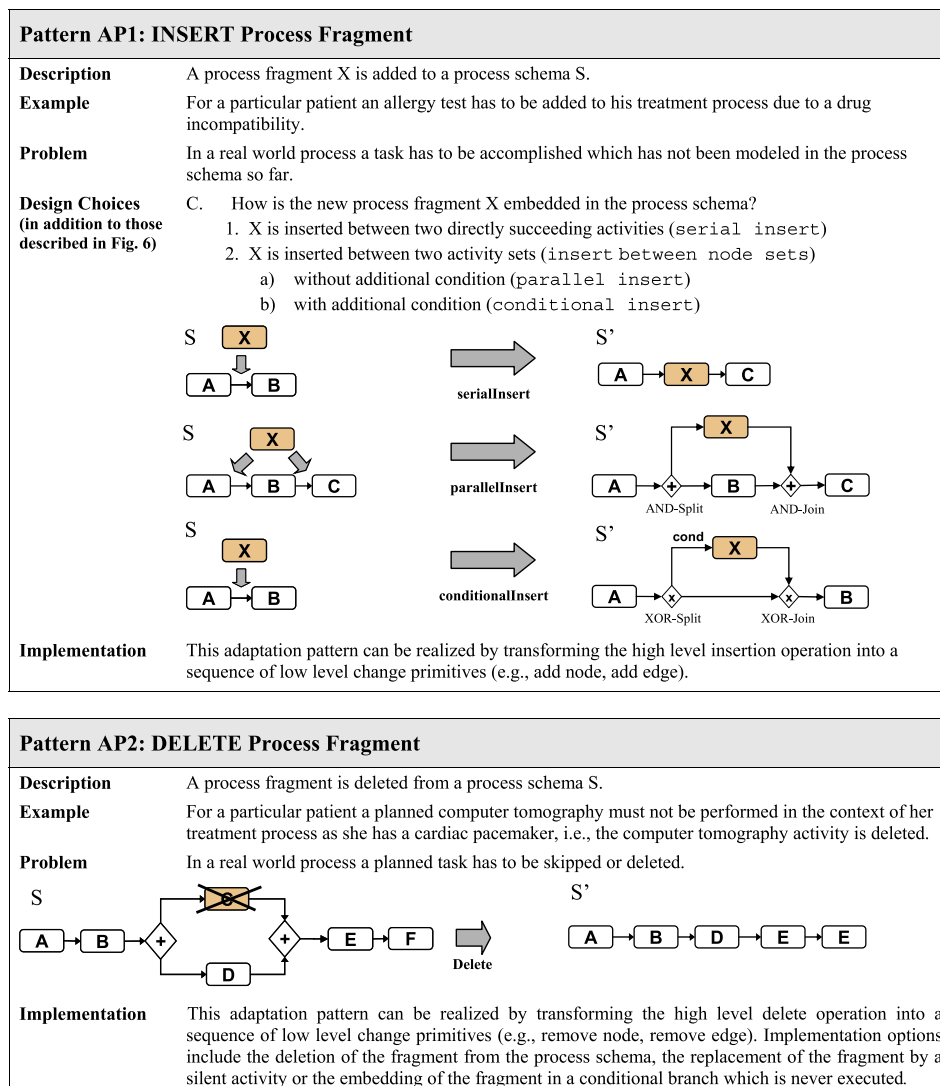 Pattern AP1: INSERT Process Fragment
Description A process fragment X is added to a process schema S.
Example For a particular patient an allergy test has to be added to his treatment process due to a drug
incompatibility.
Problem In a real world process a task has to be accomplished which has not been modeled in the process
schema so far.
Design Choices C. How is the new process fragment X embedded in the process schema?
(in addition to those 1. X is inserted between two directly succeeding activities (serial insert)
described in Fig. 6) 2. X is inserted between two activity sets (insert between node sets)
a) without additional condition (parallel insert)
b) with additional condition (conditional insert)
S X S’
A B A X C
serialInsert
S X S’ X
A B C A + B + C
parallelInsert
AND-Split AND-Join
S X S’ cond X
A B A x x B
conditionalInsert
XOR-Split XOR-Join
Implementation This adaptation pattern can be realized by transforming the high level insertion operation into a
sequence of low level change primitives (e.g., add node, add edge).
Pattern AP2: DELETE Process Fragment
Description A process fragment is deleted from a process schema S.
Example For a particular patient a planned computer tomography must not be performed in the context of her
treatment process as she has a cardiac pacemaker, i.e., the computer tomography activity is deleted.
Problem In a real world process a planned task has to be skipped or deleted.
S C S’
A B + + E F A B D E E
Delete
D
Implementation This adaptation pattern can be realized by transforming the high level delete operation into a
sequence of low level change primitives (e.g., remove node, remove edge). Implementation options
include the deletion of the fragment from the process schema, the replacement of the fragment by a
silent activity or the embedding of the fragment in a conditional branch which is never executed.